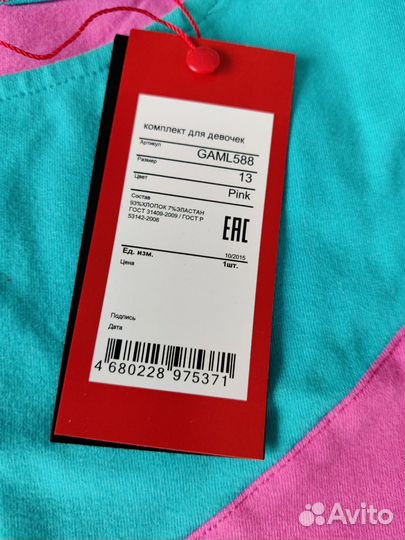 комплект для девочек
Артикул GAML588
Размер 13
Цвет Pink
Состав
93%ХЛОПОК 7%ЭЛАСТАН
ГОСТ 31409-2009 / ГОСТ Р
53142-2008
EAC
Ед. изм. 10/2015
Цена 1шт.
Подпись
Дата
4 680228 975371
Avito